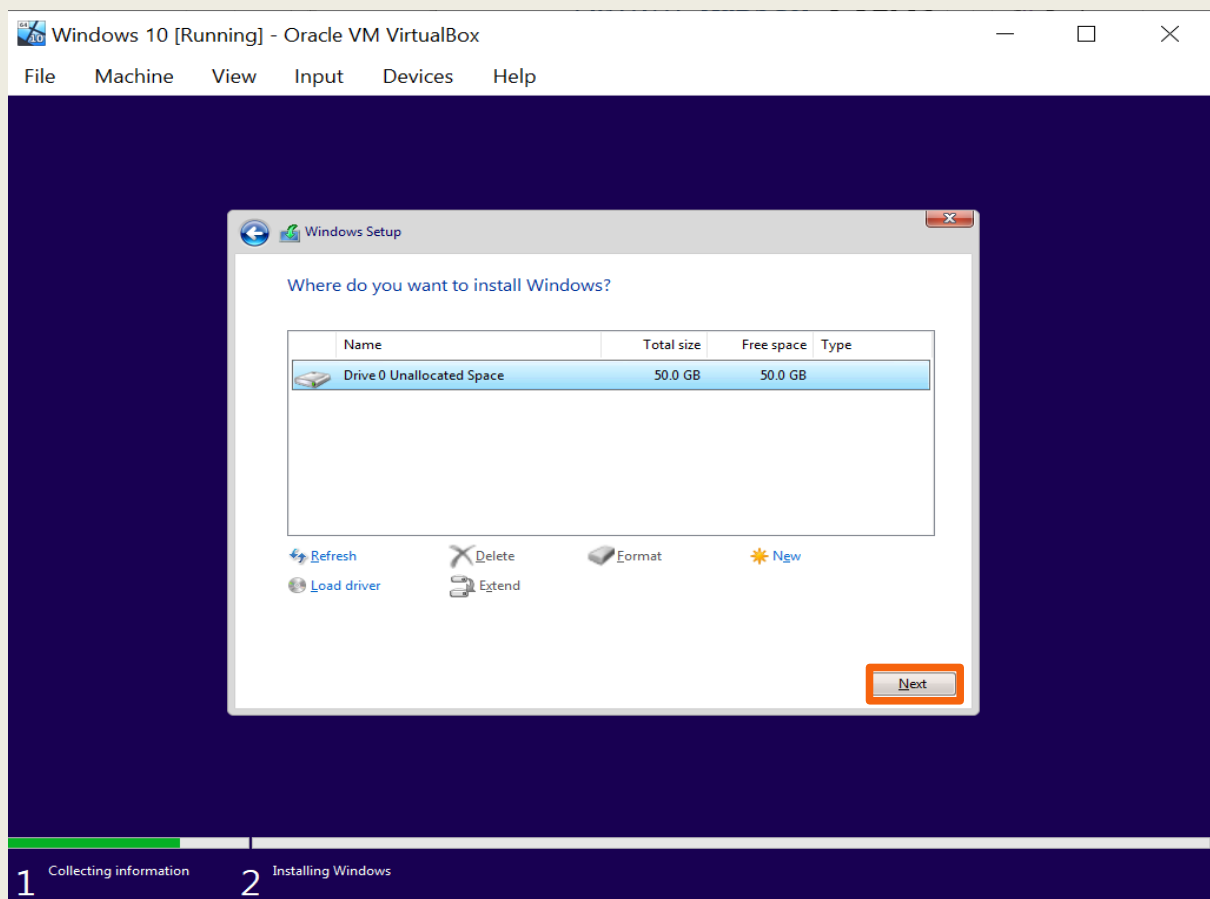 Windows 10 [Running] - Oracle VM VirtualBox
File Machine View Input Devices Help
Windows Setup
Where do you want to install Windows?
Name Total size Free space Type
Drive 0 Unallocated Space 50.0 GB 50.0 GB
Refresh Delete Format New
Load driver Extend
Next
1 Collecting information 2 Installing Windows